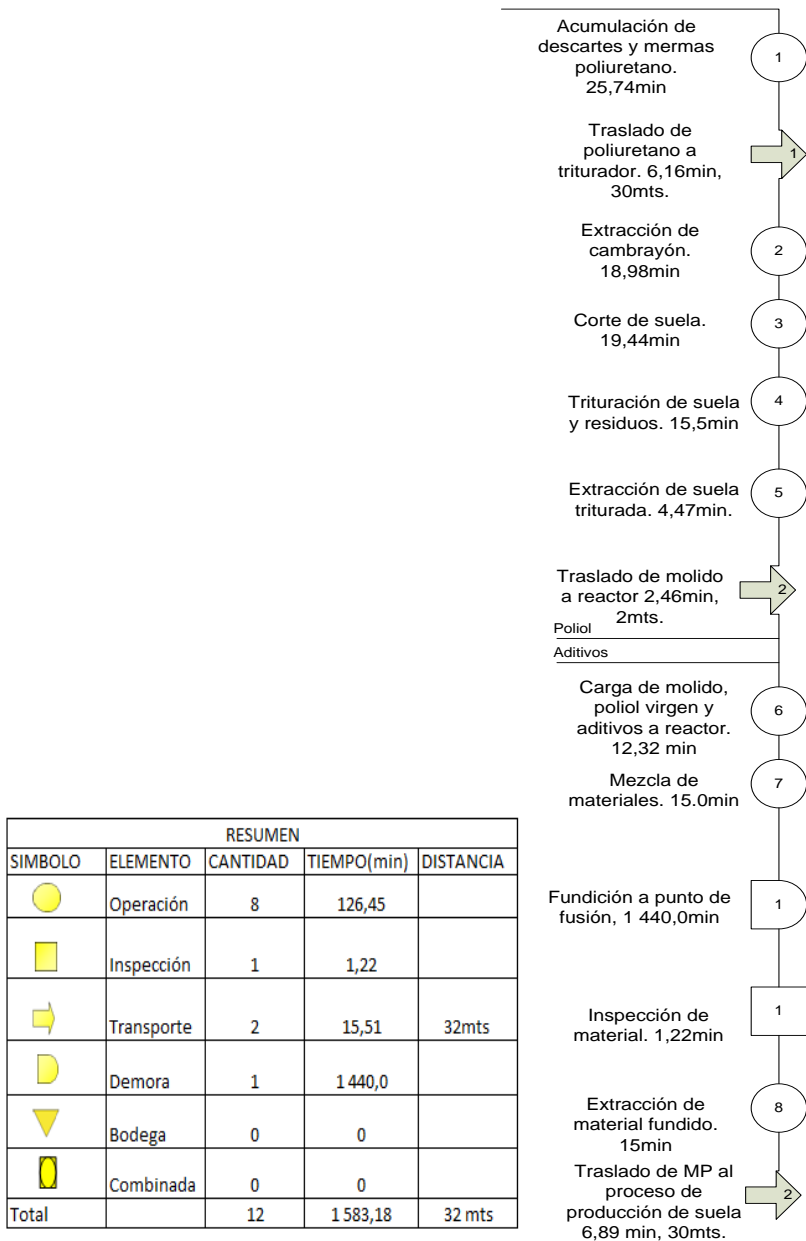 Acumulación de
descartes y mermas
poliuretano.
25,74min
1
Traslado de
poliuretano a
triturador. 6,16min,
30mts.
1
Extracción de
cambrayón.
18,98min
2
Corte de suela.
19,44min
3
Trituración de suela
y residuos. 15,5min
4
Extracción de suela
triturada. 4,47min.
5
Traslado de molido
a reactor 2,46min,
2mts.
2
Poliol
Aditivos
Carga de molido,
poliol virgen y
aditivos a reactor.
12,32 min
6
Mezcla de
materiales. 15.0min
7
Fundición a punto de
fusión, 1 440,0min
1
Inspección de
material. 1,22min
1
Extracción de
material fundido.
15min
8
Traslado de MP al
proceso de
producción de suela
6,89 min, 30mts.
2
RESUMEN
SIMBOLO ELEMENTO CANTIDAD TIEMPO(min) DISTANCIA
Operación 8 126,45
Inspección 1 1,22
Transporte 2 15,51 32mts
Demora 1 1 440,0
Bodega 0 0
Combinada 0 0
Total 12 1 583,18 32 mts